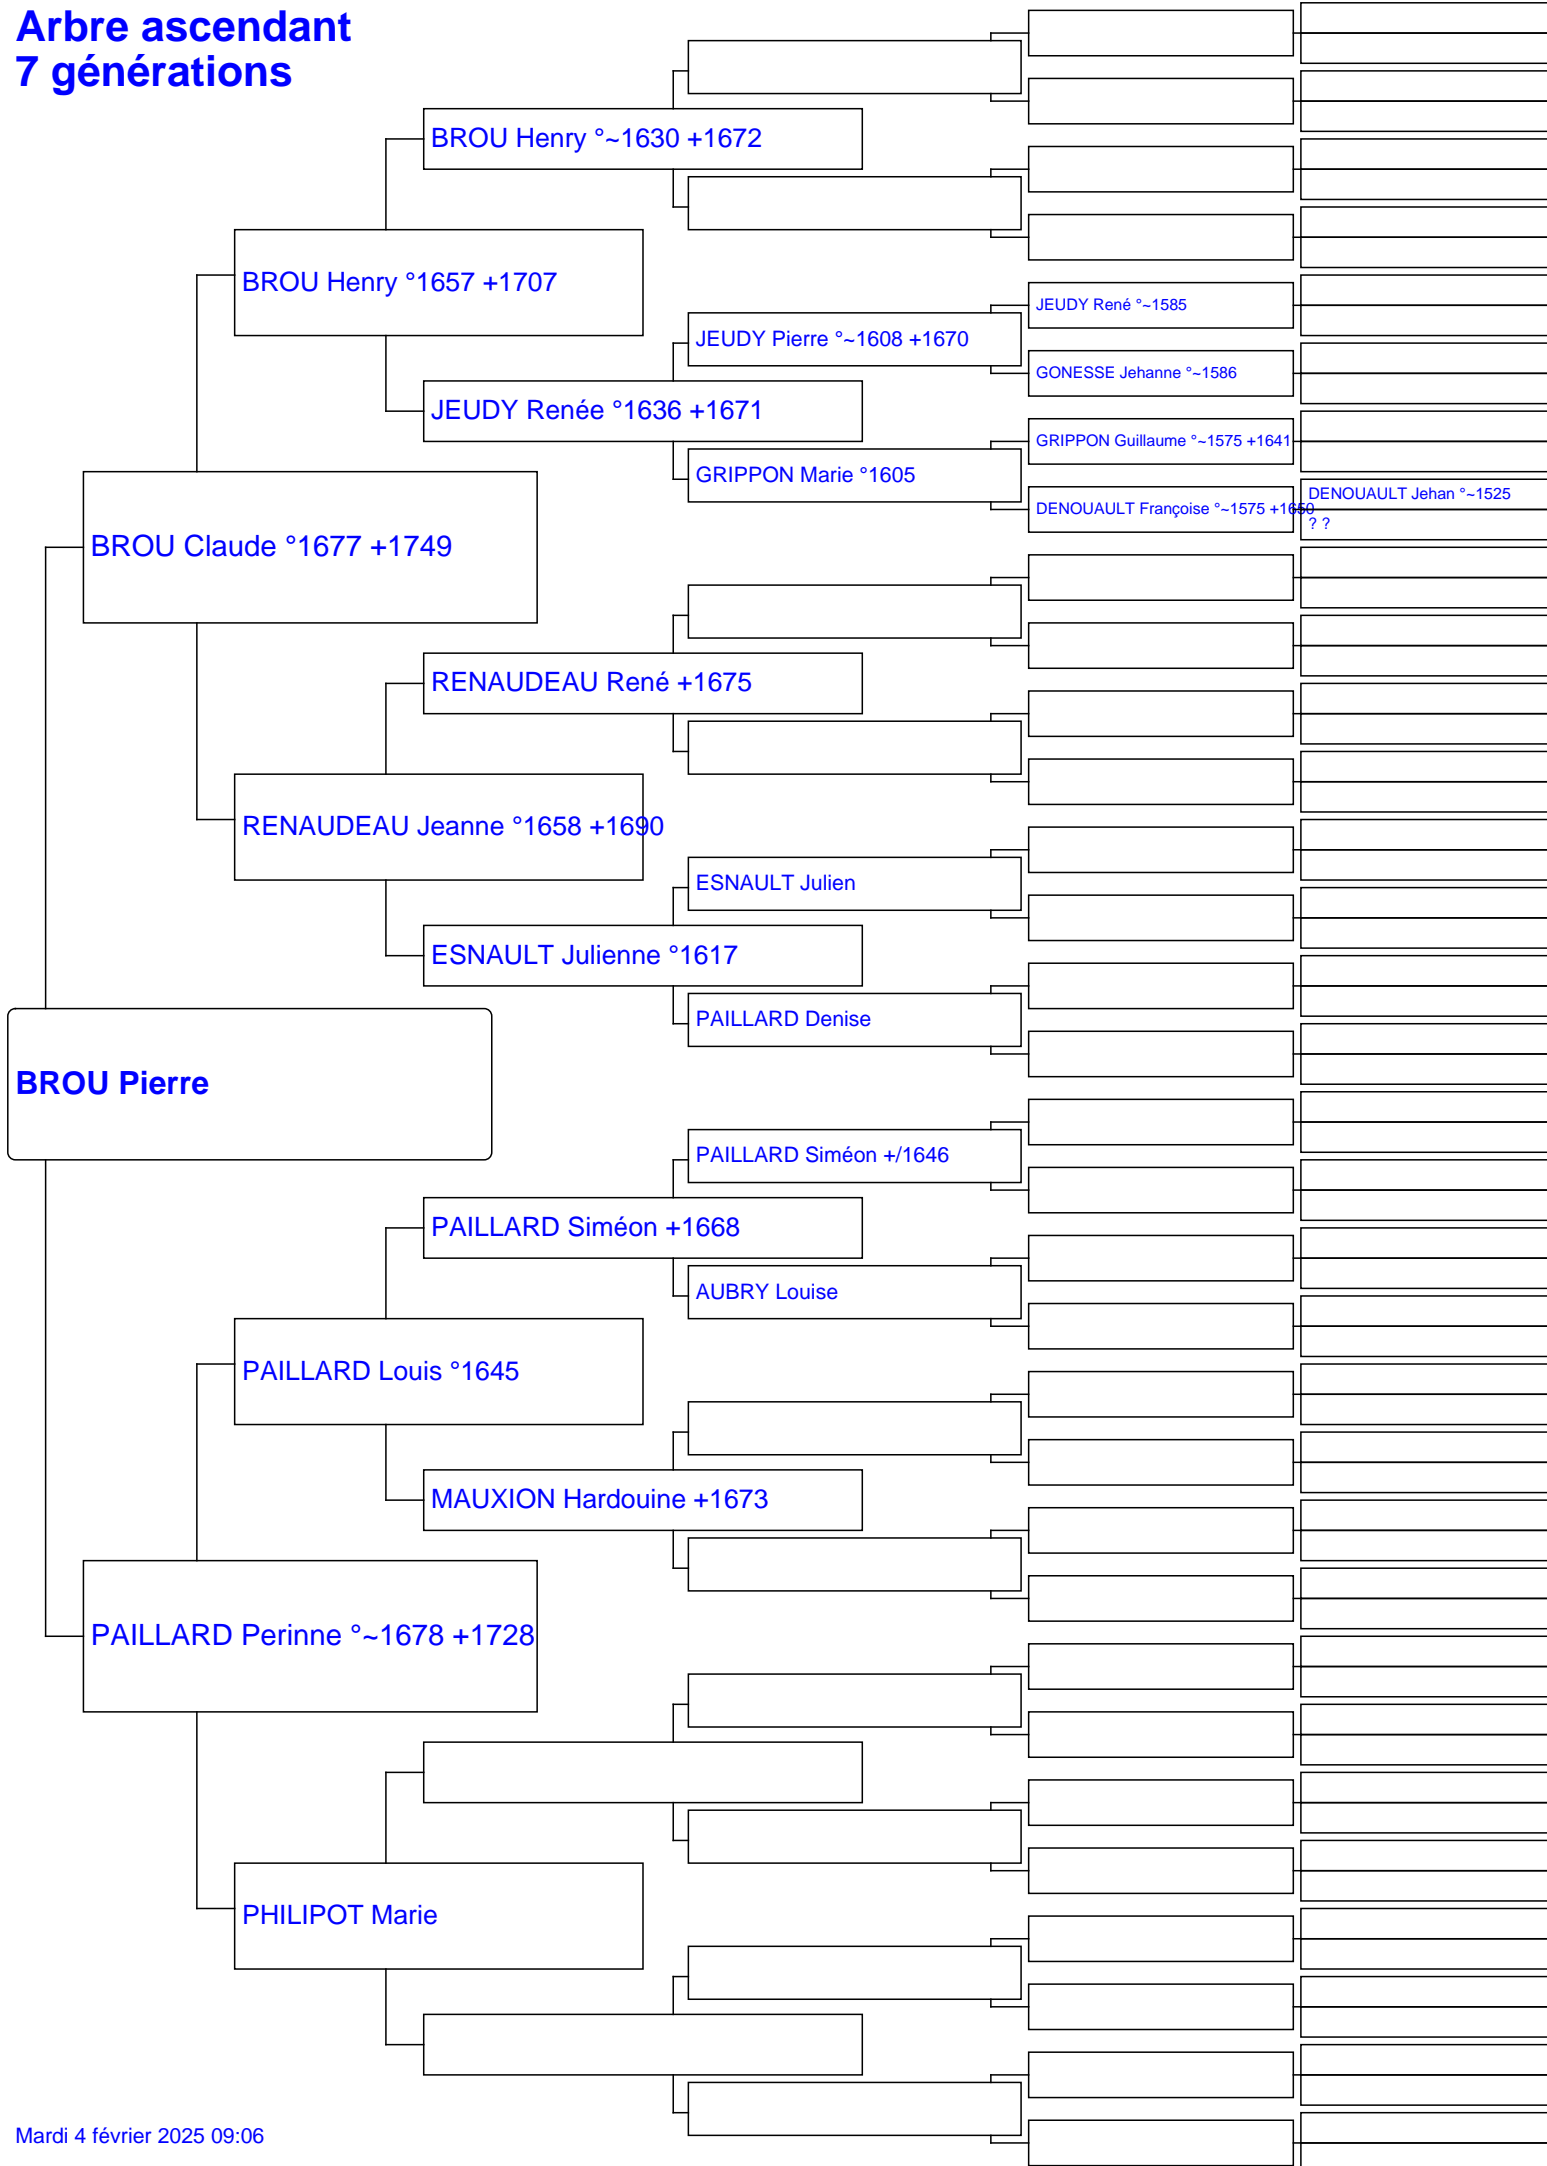 Arbre ascendant
7 générations
BROU Henry °~1630 +1672
BROU Henry °1657 +1707
JEUDY René °~1585
JEUDY Pierre °~1608 +1670
GONESSE Jehanne °~1586
JEUDY Renée °1636 +1671
GRIPPON Guillaume °~1575 +1641
GRIPPON Marie °1605
DENOUAULT Jehan °~1525
DENOUAULT Françoise °~1575 +1650
? ?
BROU Claude °1677 +1749
RENAUDEAU René +1675
RENAUDEAU Jeanne °1658 +1690
ESNAULT Julien
ESNAULT Julienne °1617
PAILLARD Denise
BROU Pierre
PAILLARD Siméon +/1646
PAILLARD Siméon +1668
AUBRY Louise
PAILLARD Louis °1645
MAUXION Hardouine +1673
PAILLARD Perinne °~1678 +1728
PHILIPOT Marie
Mardi 4 février 2025 09:06